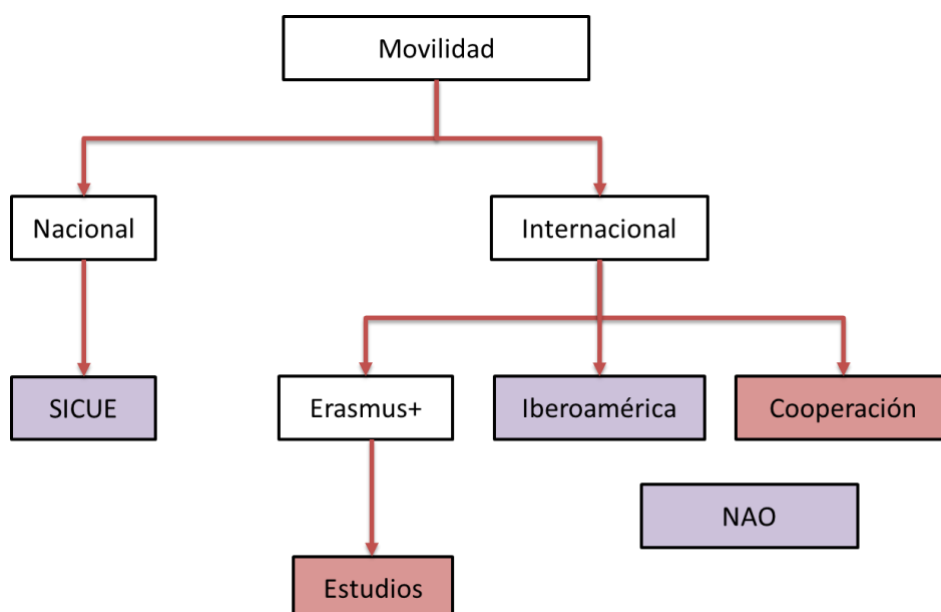 Movilidad
Nacional
Internacional
SICUE
Erasmus+
Iberoamérica
Cooperación
NAO
Estudios